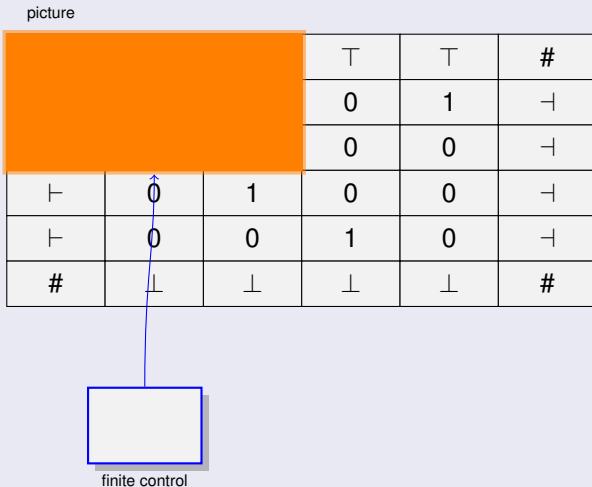 picture
⊤ ⊤ #
0 1 ⊣
0 0 ⊣
⊢ 0 1 0 0 ⊣
⊢ 0 0 1 0 ⊣
# ⊥ ⊥ ⊥ ⊥ #
finite control